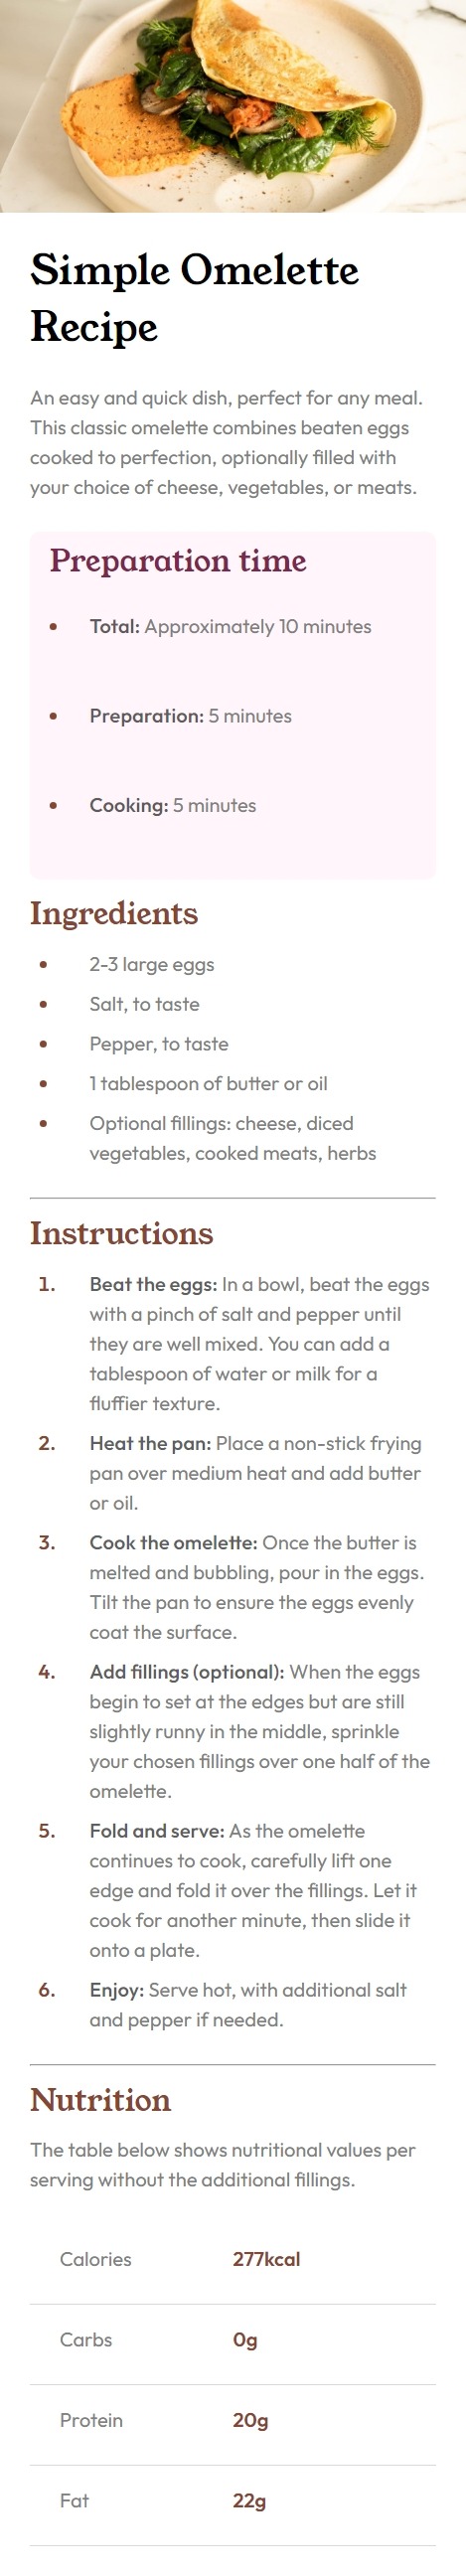 Simple Omelette
Recipe
An easy and quick dish, perfect for any meal.
This classic omelette combines beaten eggs
cooked to perfection, optionally filled with
your choice of cheese, vegetables, or meats.
Preparation time
Total: Approximately 10 minutes
Preparation: 5 minutes
Cooking: 5 minutes
Ingredients
2-3 large eggs
Salt, to taste
Pepper, to taste
1 tablespoon of butter or oil
Optional fillings: cheese, diced
vegetables, cooked meats, herbs
Instructions
1. Beat the eggs: In a bowl, beat the eggs
with a pinch of salt and pepper until
they are well mixed. You can add a
tablespoon of water or milk for a
fluffier texture.
2. Heat the pan: Place a non-stick frying
pan over medium heat and add butter
or oil.
3. Cook the omelette: Once the butter is
melted and bubbling, pour in the eggs.
Tilt the pan to ensure the eggs evenly
coat the surface.
4. Add fillings (optional): When the eggs
begin to set at the edges but are still
slightly runny in the middle, sprinkle
your chosen fillings over one half of the
omelette.
5. Fold and serve: As the omelette
continues to cook, carefully lift one
edge and fold it over the fillings. Let it
cook for another minute, then slide it
onto a plate.
6. Enjoy: Serve hot, with additional salt
and pepper if needed.
Nutrition
The table below shows nutritional values per
serving without the additional fillings.
Calories 277kcal
Carbs 0g
Protein 20g
Fat 22g